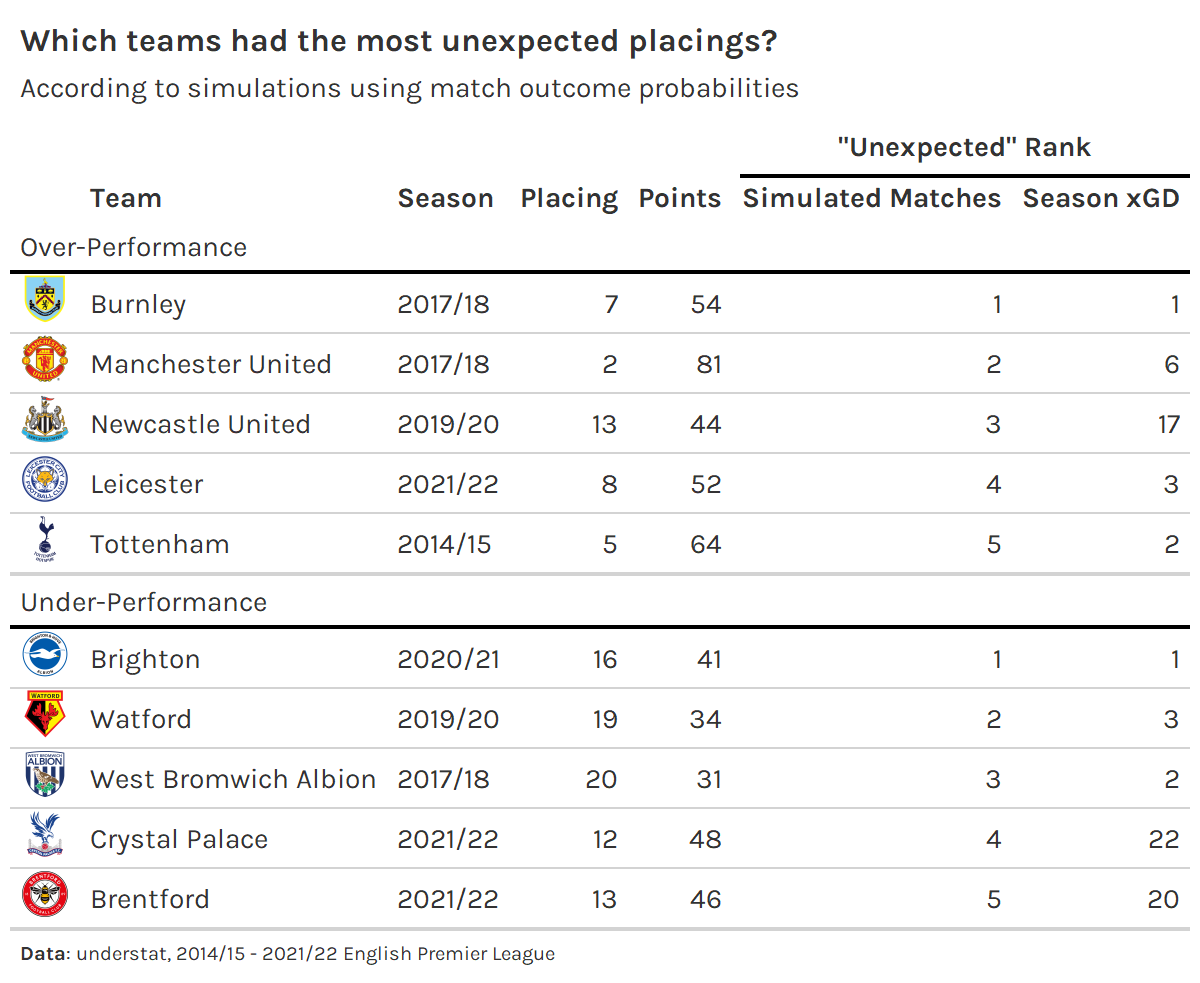 Which teams had the most unexpected placings?
According to simulations using match outcome probabilities
"Unexpected" Rank
Team Season Placing Points Simulated Matches Season xGD
Over-Performance
Burnley 2017/18 7 54 1 1
Manchester United 2017/18 2 81 2 6
Newcastle United 2019/20 13 44 3 17
Leicester 2021/22 8 52 4 3
Tottenham 2014/15 5 64 5 2
Under-Performance
Brighton 2020/21 16 41 1 1
WATFORD
Watford 2019/20 19 34 2 3
ALBION
West Bromwich Albion 2017/18 20 31 3 2
Crystal Palace 2021/22 12 48 4 22
Brentford 2021/22 13 46 5 20
Data: understat, 2014/15 - 2021/22 English Premier League